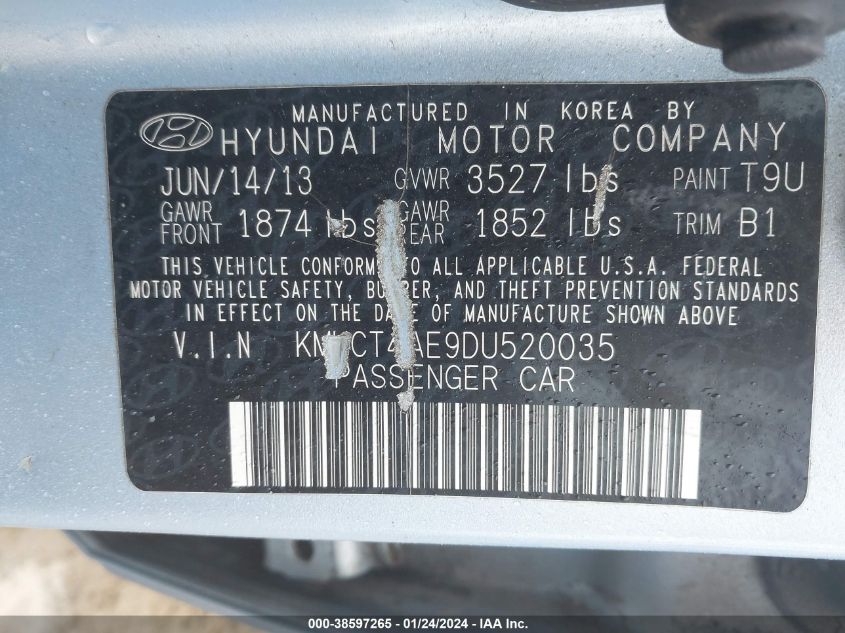 MANUFACTURED IN KOREA BY
HYUNDAI MOTOR COMPANY
JUN/14/13 GVWR 3527 lbs PAINT T9U
GAWR FRONT 1874 lbs GAWR REAR 1852 lbs TRIM B1
THIS VEHICLE CONFORMS TO ALL APPLICABLE U.S.A. FEDERAL
MOTOR VEHICLE SAFETY, BUMPER, AND THEFT PREVENTION STANDARDS
IN EFFECT ON THE DATE OF MANUFACTURE SHOWN ABOVE
V.I.N
PASSENGER CAR
000-38597265 - 01/24/2024 - IAA Inc.